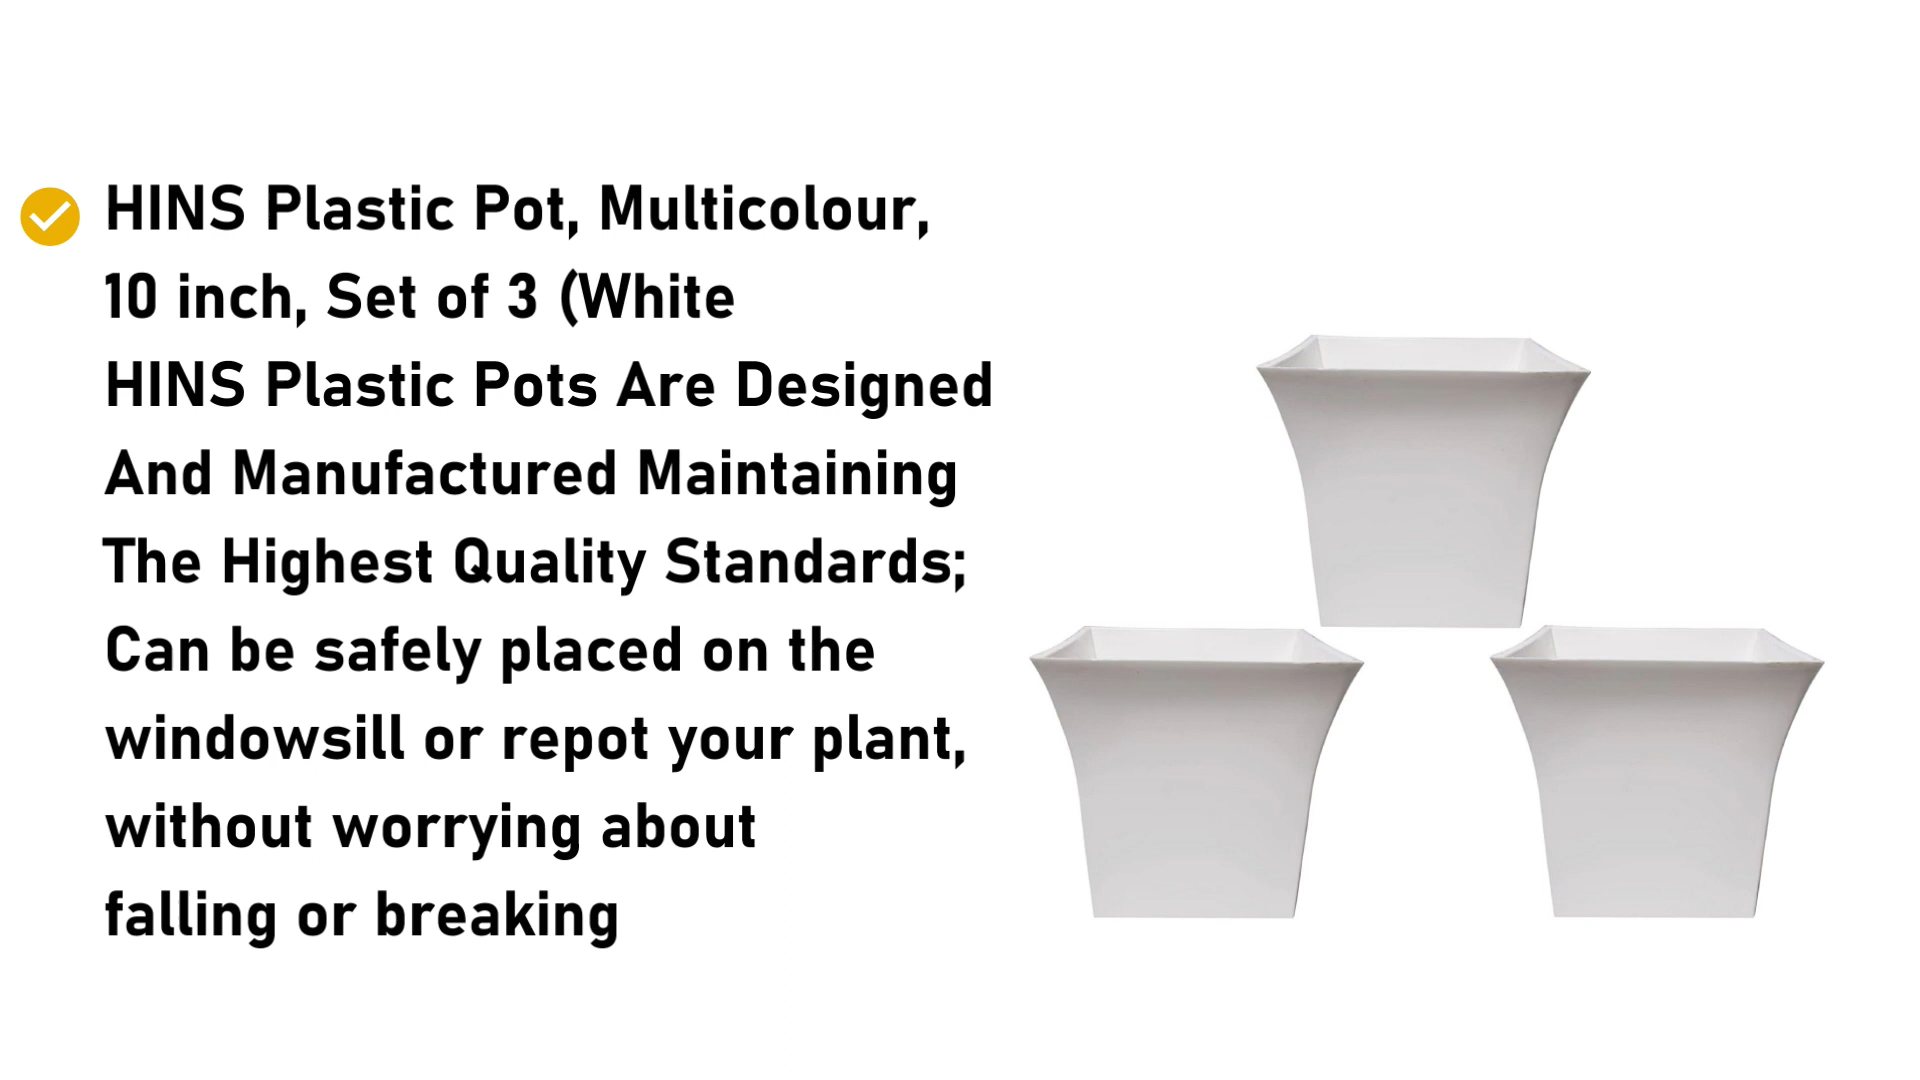 HINS Plastic Pot, Multicolour,
10 inch, Set of 3 (White
HINS Plastic Pots Are Designed
And Manufactured Maintaining
The Highest Quality Standards;
Can be safely placed on the
windowsill or repot your plant,
without worrying about
falling or breaking